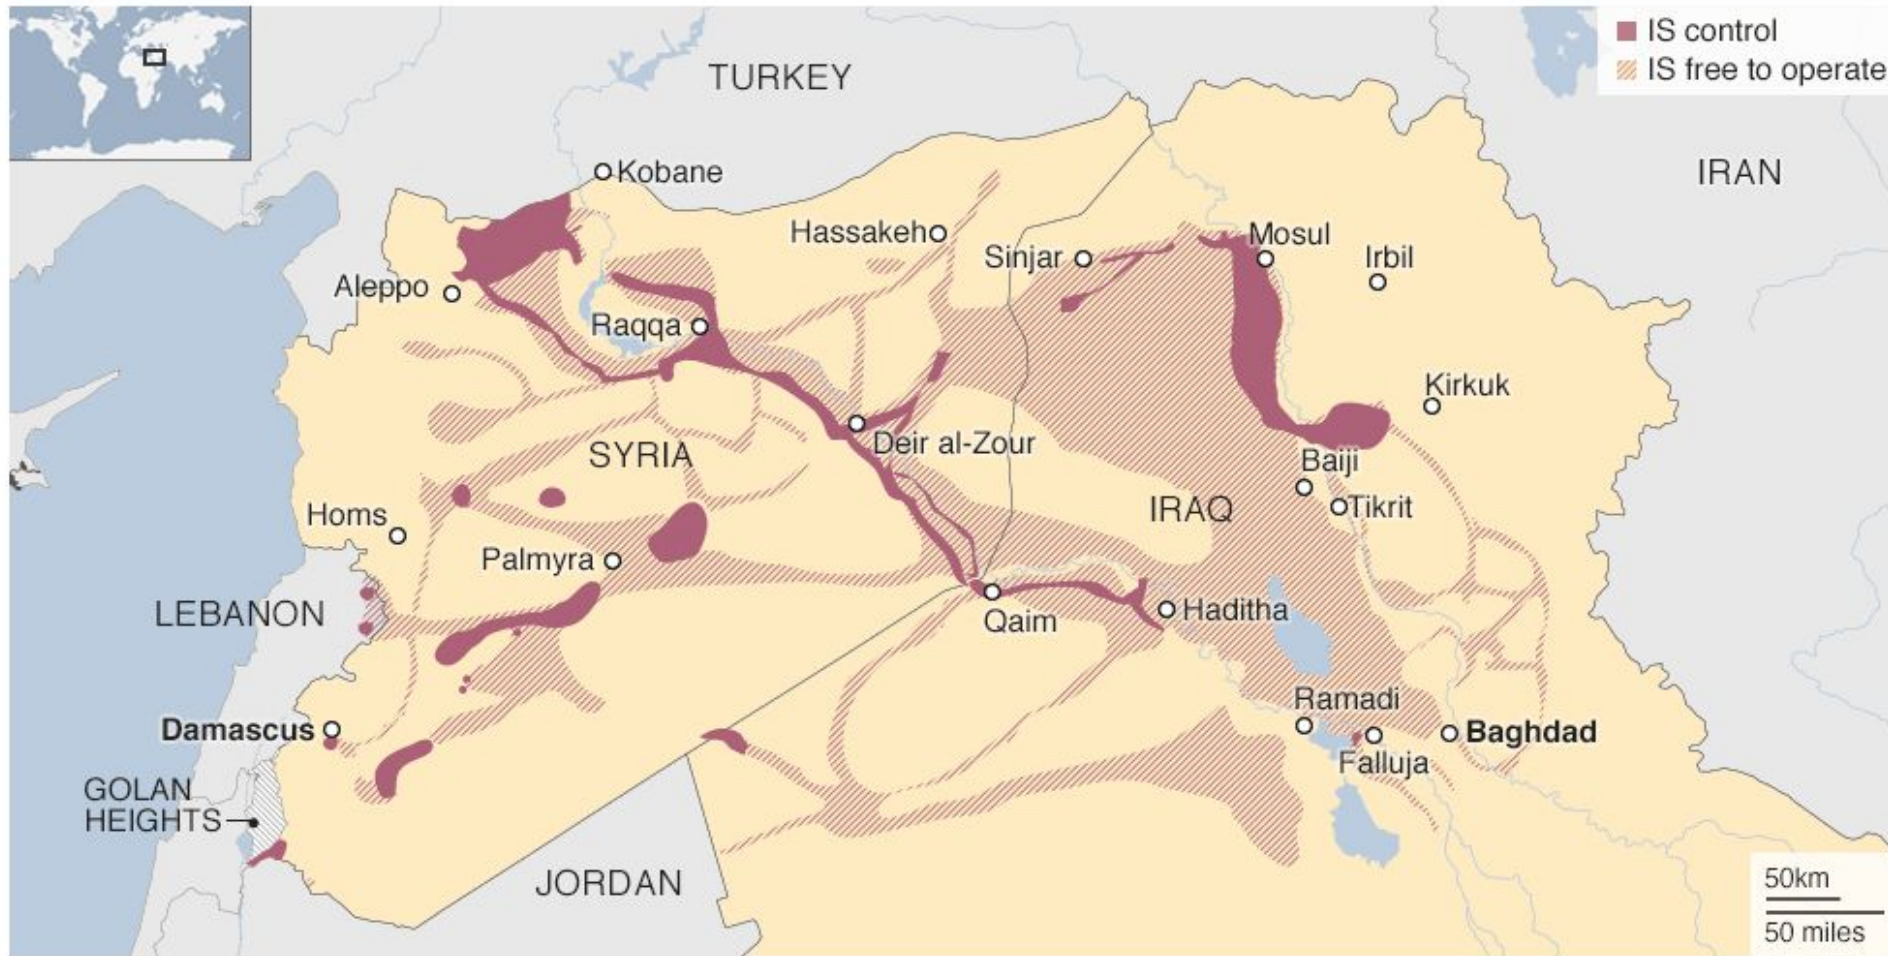 IS control
IS free to operate
TURKEY
IRAN
Kobane
Hassakeh
Sinjar
Mosul
Irbil
Aleppo
Raqqa
Kirkuk
Deir al-Zour
SYRIA
Baiji
IRAQ
Tikrit
Homs
Palmyra
LEBANON
Qaim
Haditha
Ramadi
Damascus
Baghdad
Falluja
GOLAN
HEIGHTS
JORDAN
50km
50 miles